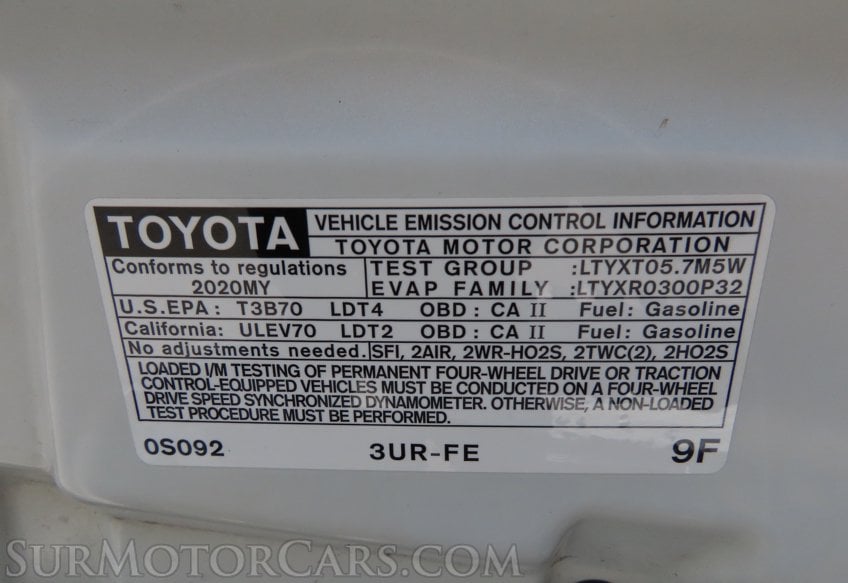 TOYOTA
VEHICLE EMISSION CONTROL INFORMATION
TOYOTA MOTOR CORPORATION
Conforms to regulations
2020MY
TEST GROUP :LTYXT05.7M5W
EVAP FAMILY :LTYXR0300P32
U.S.EPA : T3B70 LDT4 OBD : CA II Fuel: Gasoline
California: ULEV70 LDT2 OBD : CA II Fuel: Gasoline
No adjustments needed. SFI, 2AIR, 2WR-HO2S, 2TWC(2), 2HO2S
LOADED I/M TESTING OF PERMANENT FOUR-WHEEL DRIVE OR TRACTION
CONTROL-EQUIPPED VEHICLES MUST BE CONDUCTED ON A FOUR-WHEEL
DRIVE SPEED SYNCHRONIZED DYNAMOMETER. OTHERWISE, A NON-LOADED
TEST PROCEDURE MUST BE PERFORMED.
0S092 3UR-FE 9F
SURMOTORCARS.COM